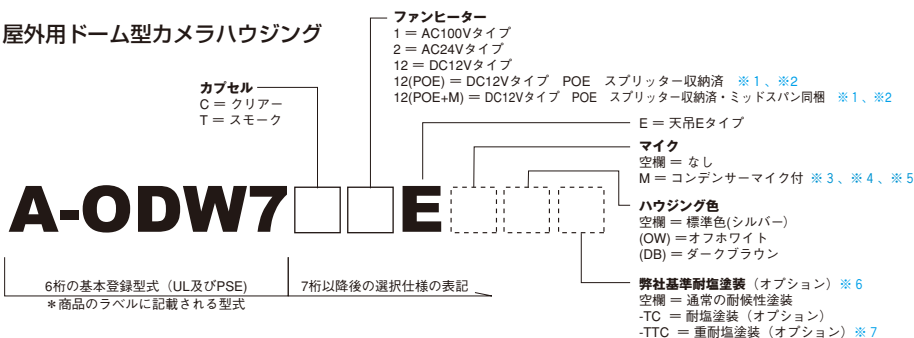 屋外用ドーム型カメラハウジング
ファンヒーター
1 = AC100Vタイプ
2 = AC24Vタイプ
12 = DC12Vタイプ
12(POE) = DC12Vタイプ　POE　スプリッター収納済　※1、※2
12(POE+M) = DC12Vタイプ　POE　スプリッター収納済・ミッドスパン同梱　※1、※2
カプセル
C = クリアー
T = スモーク
E = 天吊Eタイプ
マイク
空欄 = なし
M = コンデンサーマイク付 ※3、※4、※5
A-ODW7 E
ハウジング色
空欄 = 標準色(シルバー)
(OW) =オフホワイト
(DB) = ダークブラウン
6桁の基本登録型式（UL及びPSE)
＊商品のラベルに記載される型式
7桁以降後の選択仕様の表記
弊社基準耐塩塗装（オプション）※6
空欄 = 通常の耐候性塗装
-TC = 耐塩塗装（オプション）
-TTC = 重耐塩塗装（オプション）※7